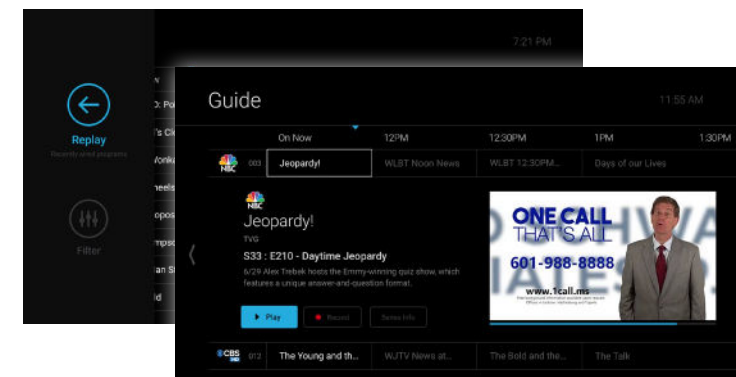 7:21 PM
Replay
Recently aired programs
Filter
Guide
11:55 AM
On Now
12PM
12:30PM
1PM
1:30PM
NBC
003
Jeopardy!
WLBT Noon News
WLBT 12:30PM...
Days of our Lives
NBC
Jeopardy!
TVG
S33 : E210 - Daytime Jeopardy
6/29 Alex Trebek hosts the Emmy-winning quiz show, which
features a unique answer-and-question format.
Play
Record
Series Info
ONE CALL
THAT'S ALL
601-988-8888
www.1call.ms
CBS
HD
012
The Young and th...
WJTV News at...
The Bold and the...
The Talk